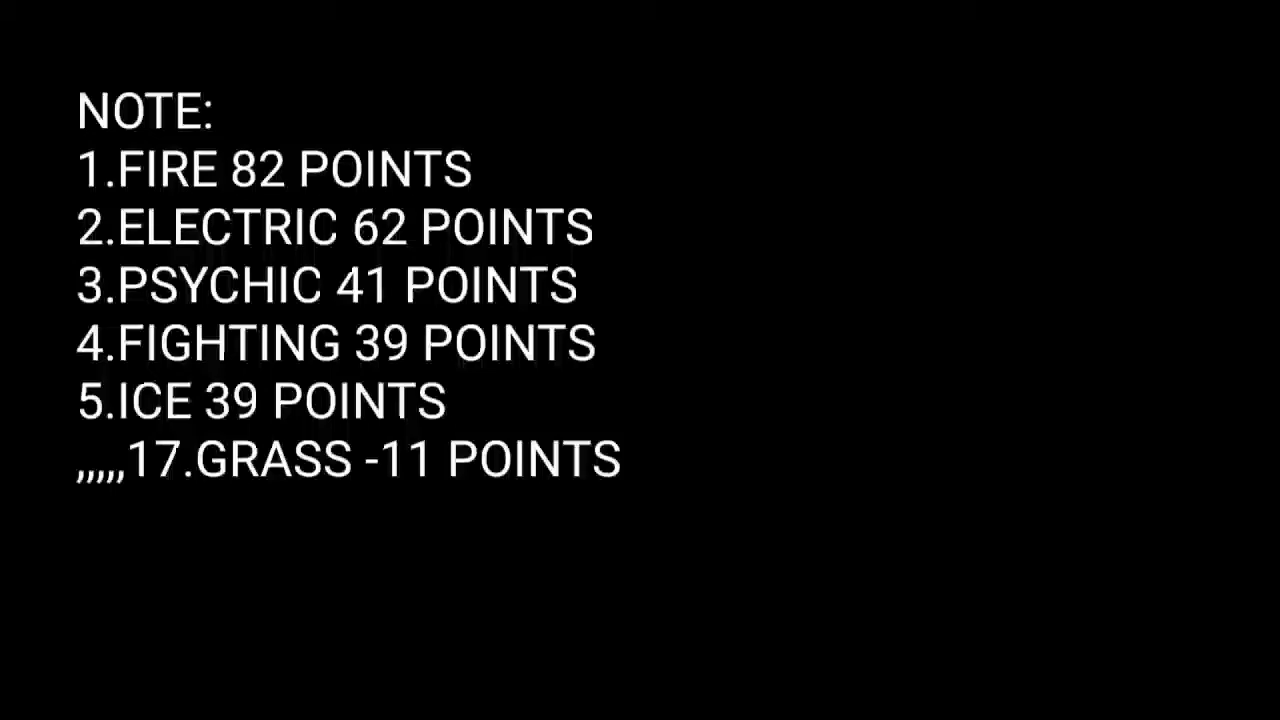 NOTE:
1.FIRE 82 POINTS
2.ELECTRIC 62 POINTS
3.PSYCHIC 41 POINTS
4.FIGHTING 39 POINTS
5.ICE 39 POINTS
,,,,,17.GRASS -11 POINTS